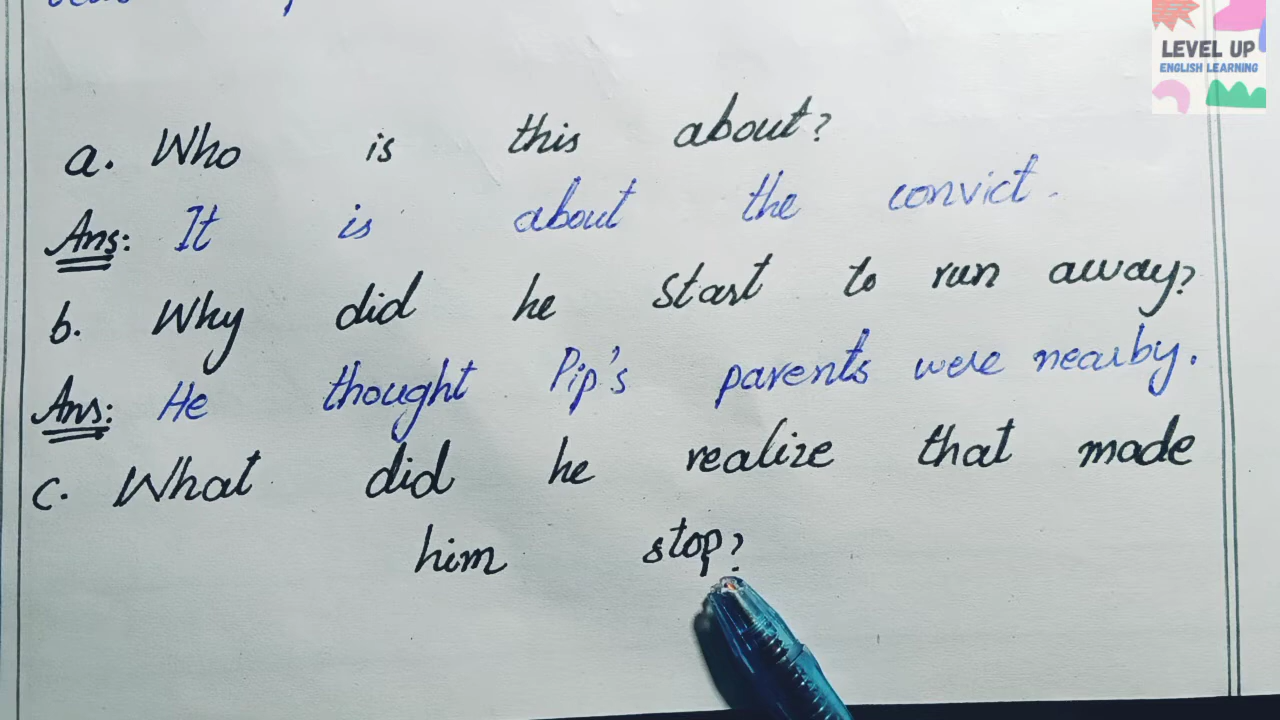 LEVEL UP
ENGLISH LEARNING
a. Who is this about?
Ans: It is about the convict.
b. Why did he start to run away?
Ans: He thought Pip's parents were nearby.
c. What did he realize that made
him stop?